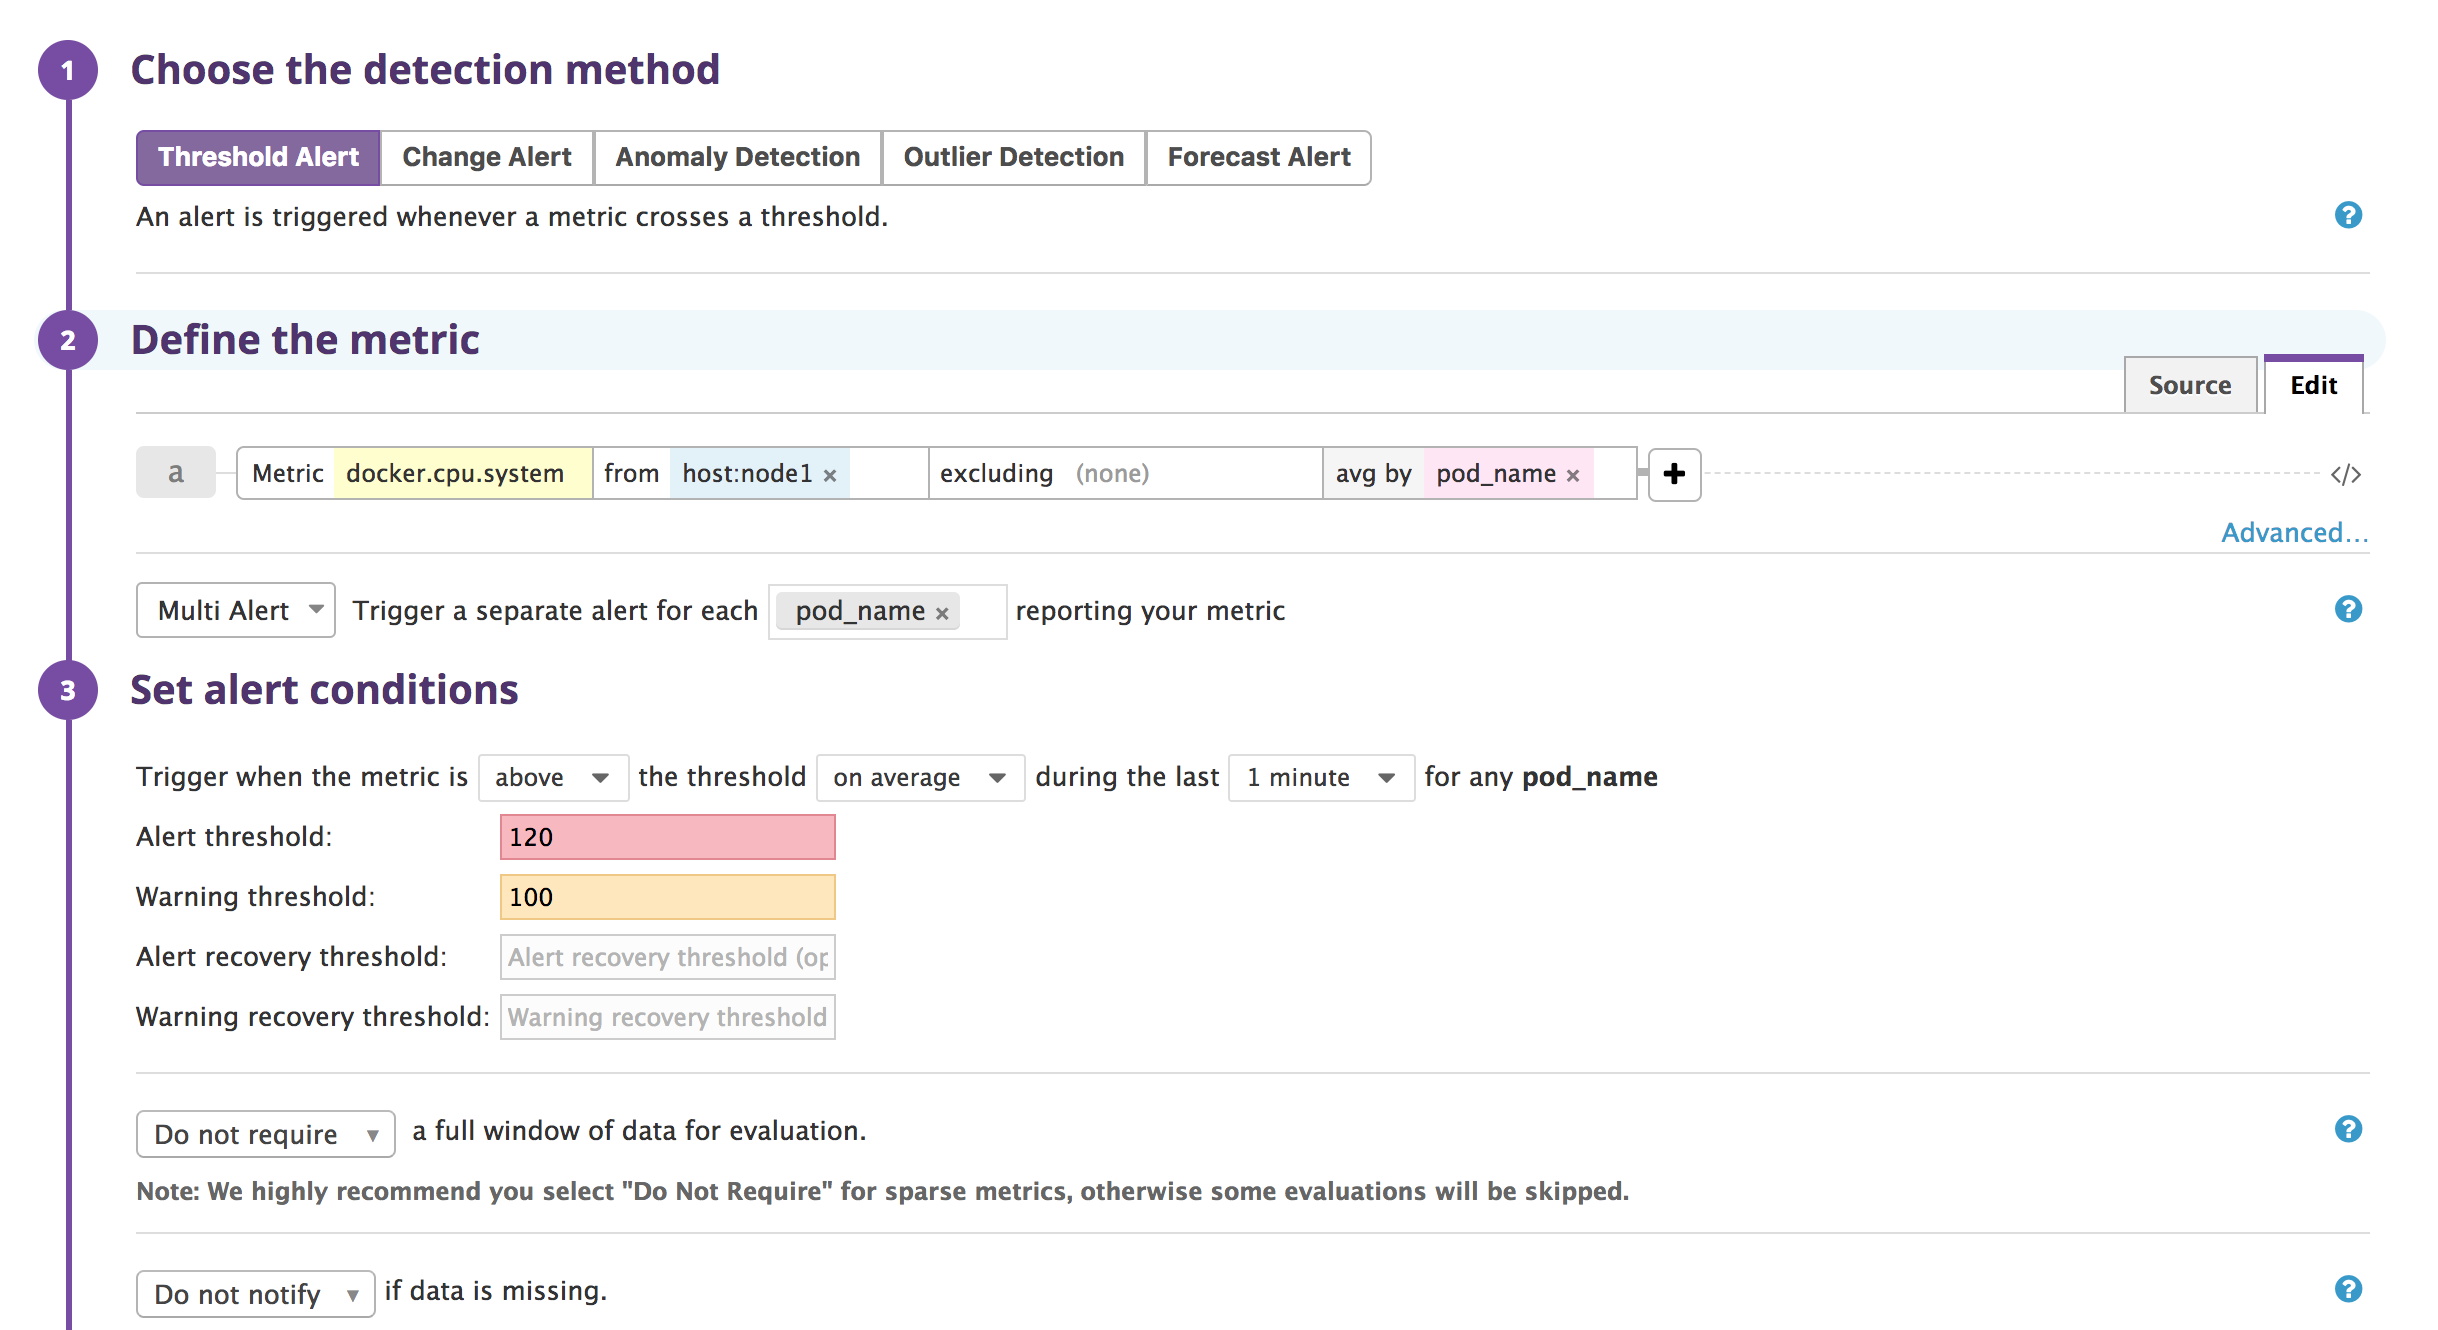 1 Choose the detection method
Threshold Alert Change Alert Anomaly Detection Outlier Detection Forecast Alert
An alert is triggered whenever a metric crosses a threshold. ?
2 Define the metric
Source Edit
a Metric docker.cpu.system from host:node1 × excluding (none) avg by pod_name × + </>
Advanced...
Multi Alert Trigger a separate alert for each pod_name × reporting your metric ?
3 Set alert conditions
Trigger when the metric is above the threshold on average during the last 1 minute for any pod_name
Alert threshold: 120
Warning threshold: 100
Alert recovery threshold: Alert recovery threshold (op
Warning recovery threshold: Warning recovery threshold
Do not require a full window of data for evaluation. ?
Note: We highly recommend you select "Do Not Require" for sparse metrics, otherwise some evaluations will be skipped.
Do not notify if data is missing. ?